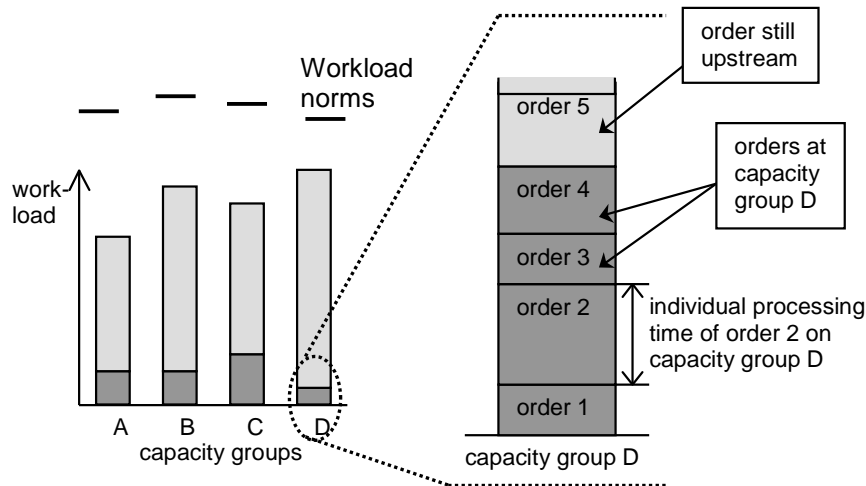 Workload
norms
work-
load
A
B
C
D
capacity groups
order still
upstream
order 5
orders at
capacity
group D
order 4
order 3
order 2
individual processing
time of order 2 on
capacity group D
order 1
capacity group D